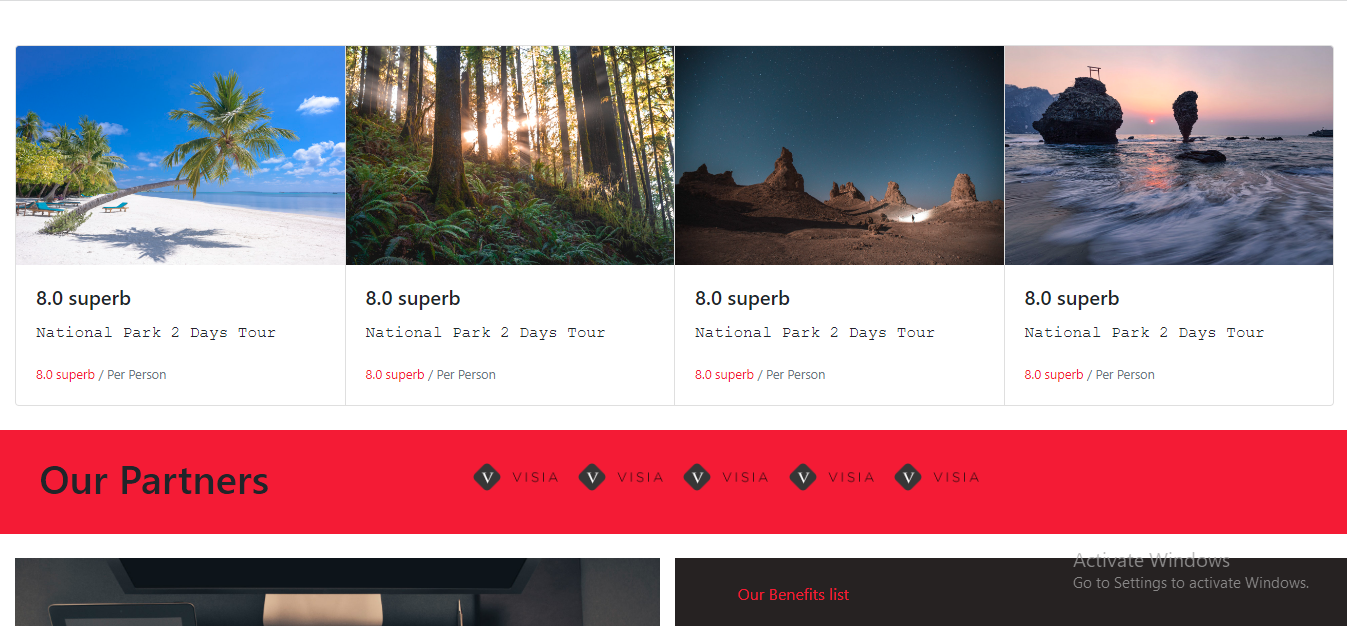 8.0 superb
National Park 2 Days Tour
8.0 superb / Per Person
8.0 superb
National Park 2 Days Tour
8.0 superb / Per Person
8.0 superb
National Park 2 Days Tour
8.0 superb / Per Person
8.0 superb
National Park 2 Days Tour
8.0 superb / Per Person
Our Partners
V VISIA V VISIA V VISIA V VISIA V VISIA
Activate Windows
Go to Settings to activate Windows.
Our Benefits list